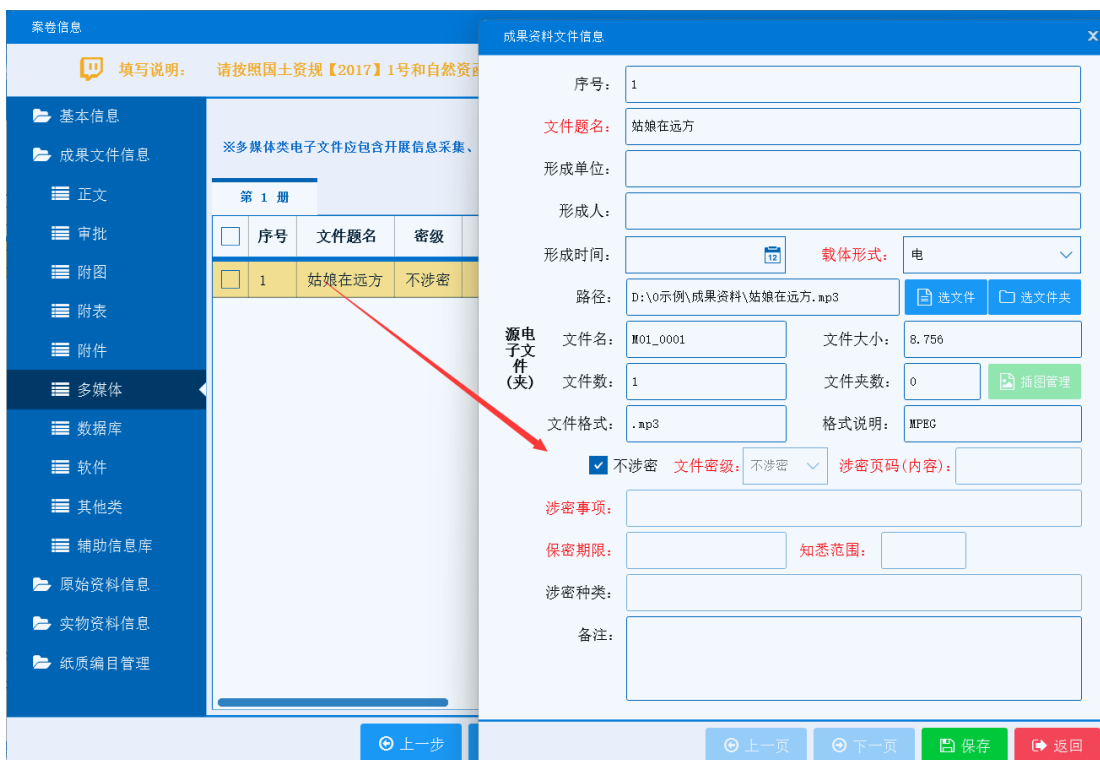 案卷信息
填写说明： 请按照国土资规【2017】1号和自然资
基本信息
成果文件信息
正文
审批
附图
附表
附件
多媒体
数据库
软件
其他类
辅助信息库
原始资料信息
实物资料信息
纸质编目管理
※多媒体类电子文件应包含开展信息采集、
第 1 册
序号 文件题名 密级
1 姑娘在远方 不涉密
上一步
成果资料文件信息 x
序号： 1
文件题名： 姑娘在远方
形成单位：
形成人：
形成时间： 12 载体形式： 电
路径： D:\0示例\成果资料\姑娘在远方.mp3 选文件 选文件夹
源电子文件(夹)
文件名： M01_0001 文件大小： 8.756
文件数： 1 文件夹数： 0 插图管理
文件格式： .mp3 格式说明： MPEG
不涉密 文件密级： 不涉密 涉密页码(内容)：
涉密事项：
保密期限： 知悉范围：
涉密种类：
备注：
上一页 下一页 保存 返回